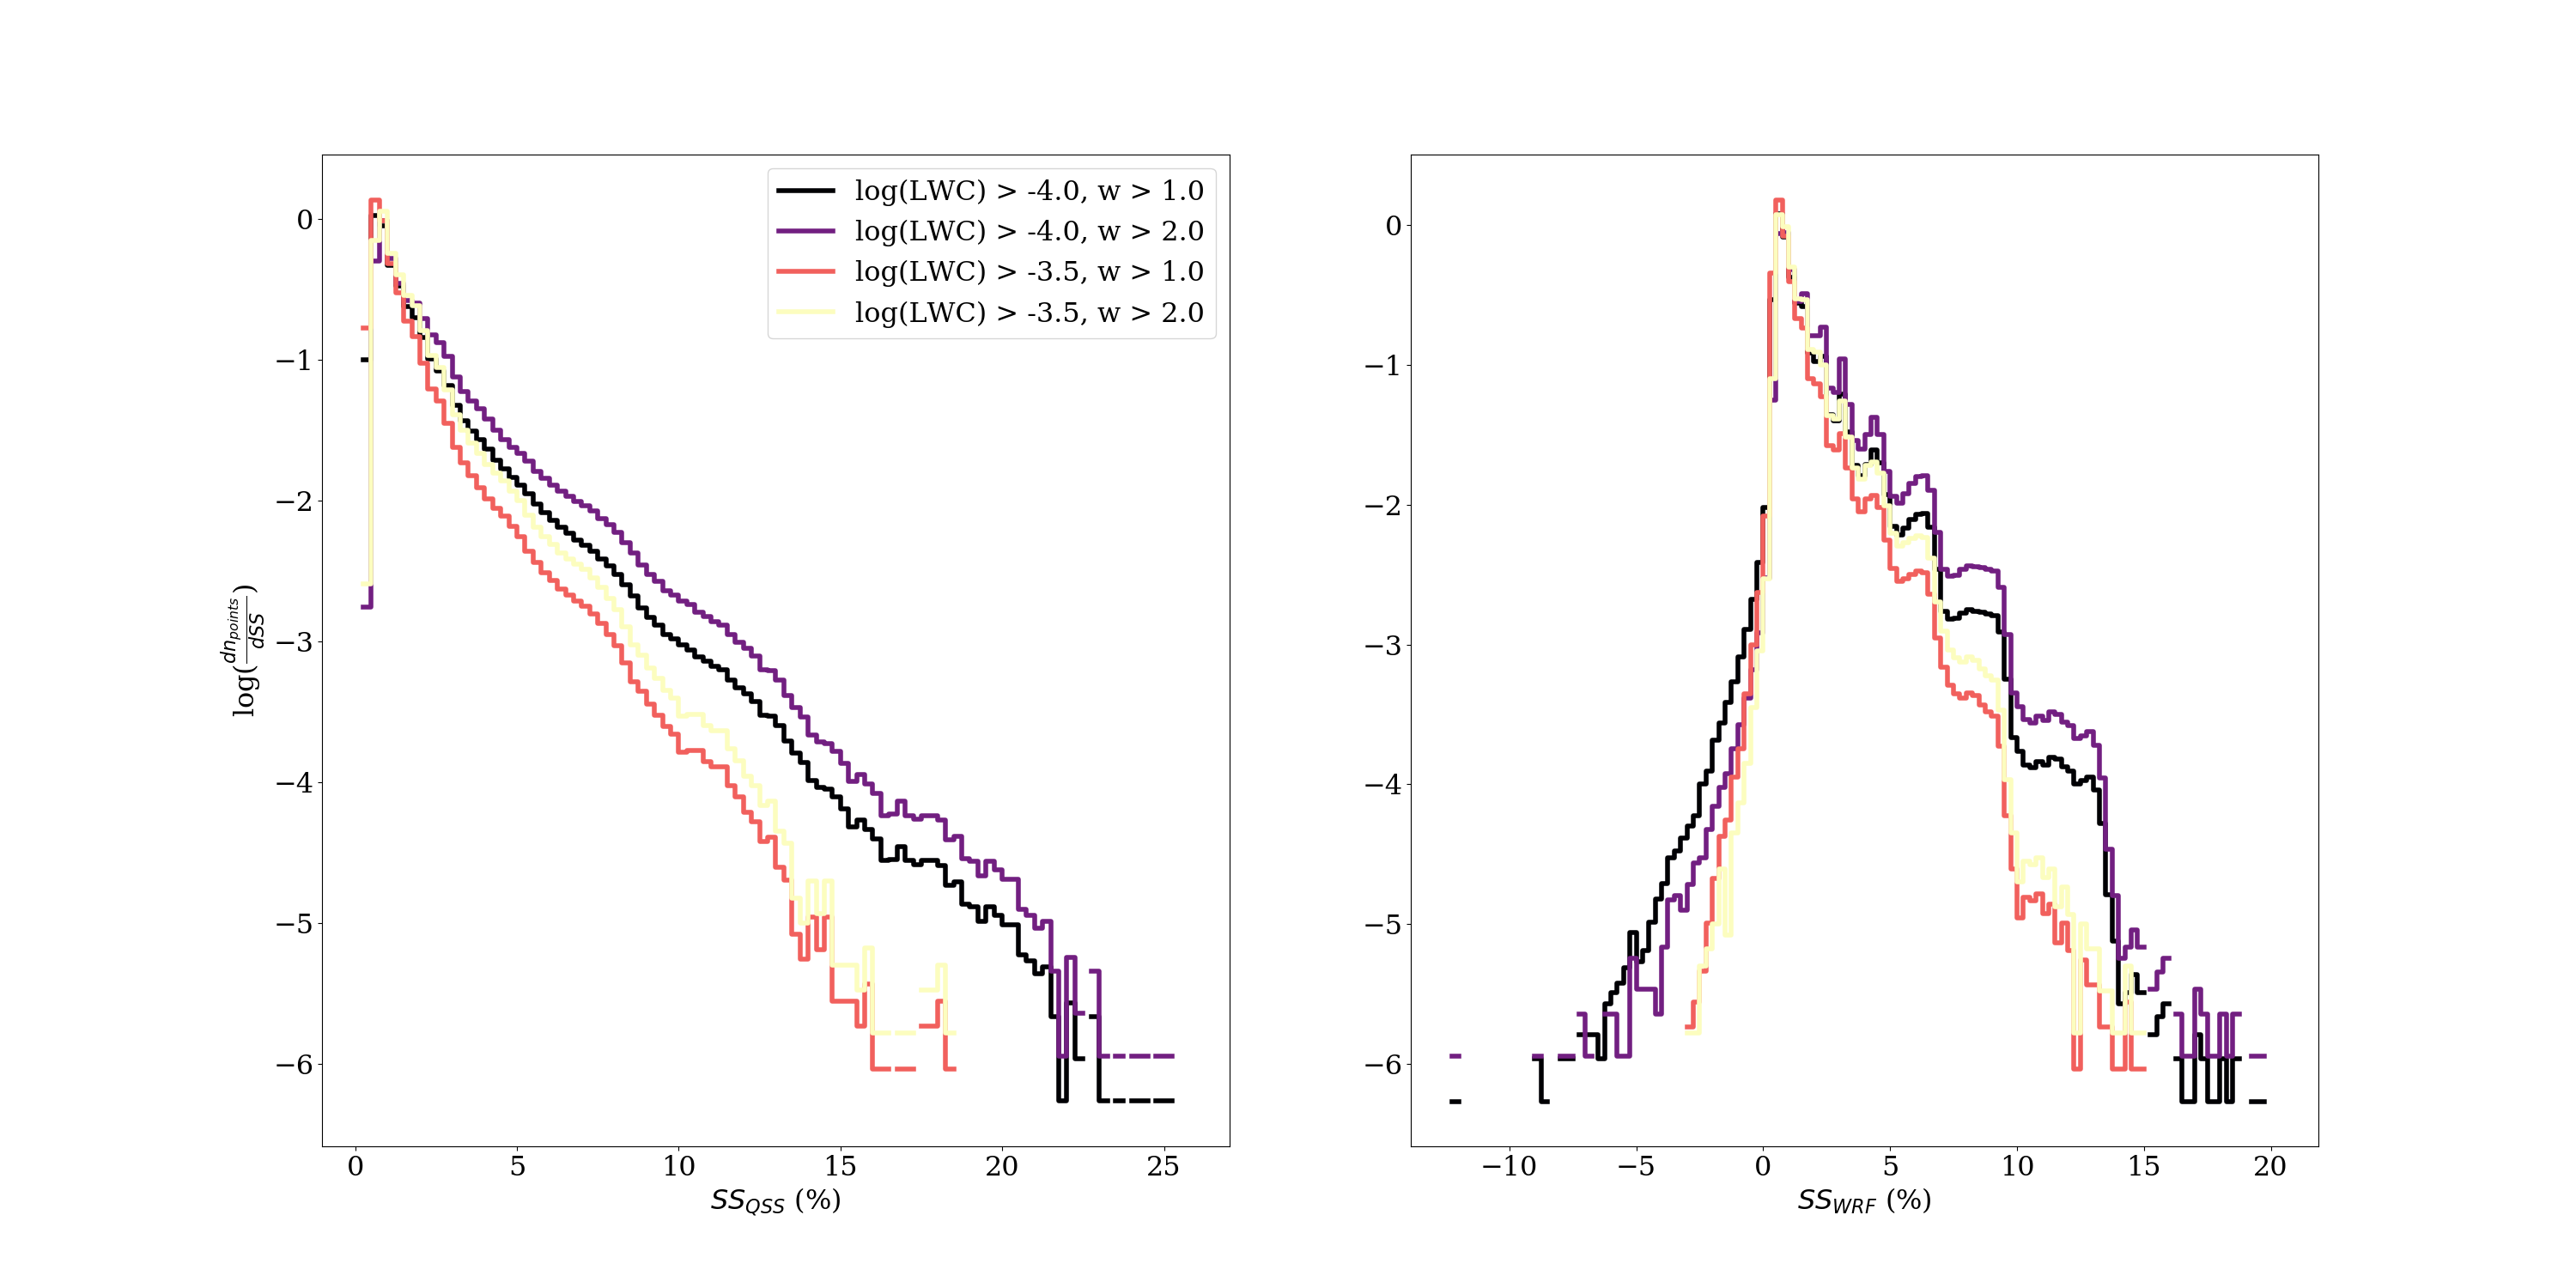 log(LWC) > -4.0, w > 1.0
log(LWC) > -4.0, w > 2.0
log(LWC) > -3.5, w > 1.0
log(LWC) > -3.5, w > 2.0
0
−1
−2
−3
−4
−5
−6
log(dn_points/dSS)
0 5 10 15 20 25
SS_QSS (%)
0
−1
−2
−3
−4
−5
−6
−10 −5 0 5 10 15 20
SS_WRF (%)